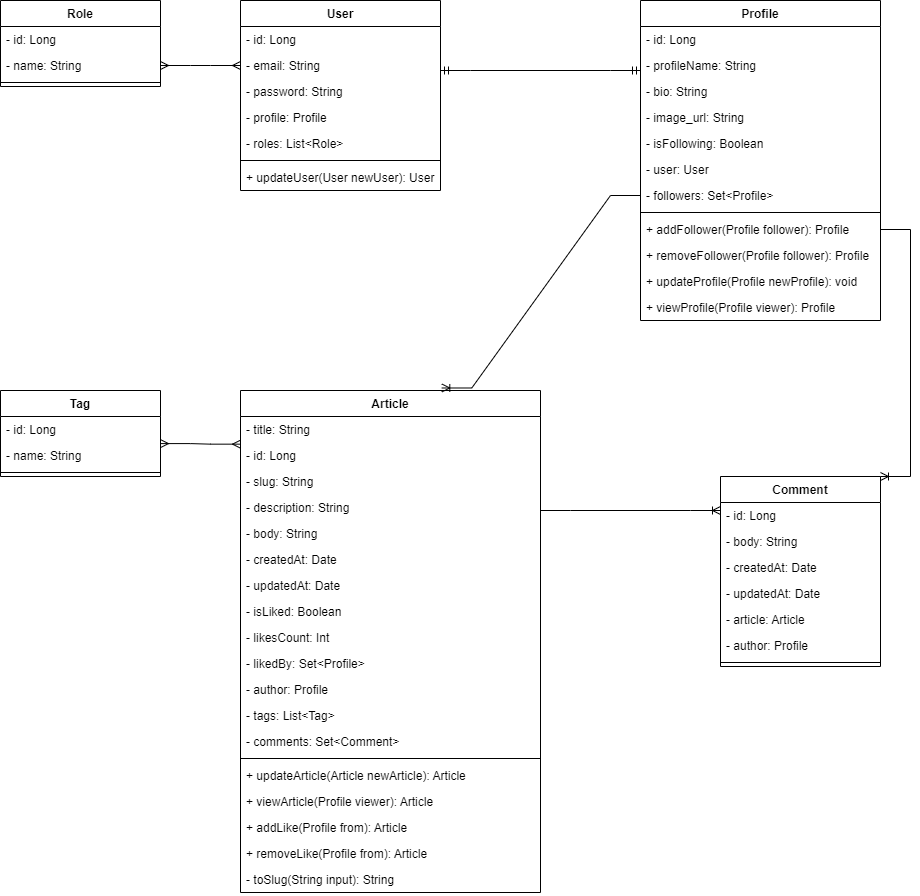 Role
- id: Long
- name: String
User
- id: Long
- email: String
- password: String
- profile: Profile
- roles: List<Role>
+ updateUser(User newUser): User
Profile
- id: Long
- profileName: String
- bio: String
- image_url: String
- isFollowing: Boolean
- user: User
- followers: Set<Profile>
+ addFollower(Profile follower): Profile
+ removeFollower(Profile follower): Profile
+ updateProfile(Profile newProfile): void
+ viewProfile(Profile viewer): Profile
Tag
- id: Long
- name: String
Article
- title: String
- id: Long
- slug: String
- description: String
- body: String
- createdAt: Date
- updatedAt: Date
- isLiked: Boolean
- likesCount: Int
- likedBy: Set<Profile>
- author: Profile
- tags: List<Tag>
- comments: Set<Comment>
+ updateArticle(Article newArticle): Article
+ viewArticle(Profile viewer): Article
+ addLike(Profile from): Article
+ removeLike(Profile from): Article
- toSlug(String input): String
Comment
- id: Long
- body: String
- createdAt: Date
- updatedAt: Date
- article: Article
- author: Profile